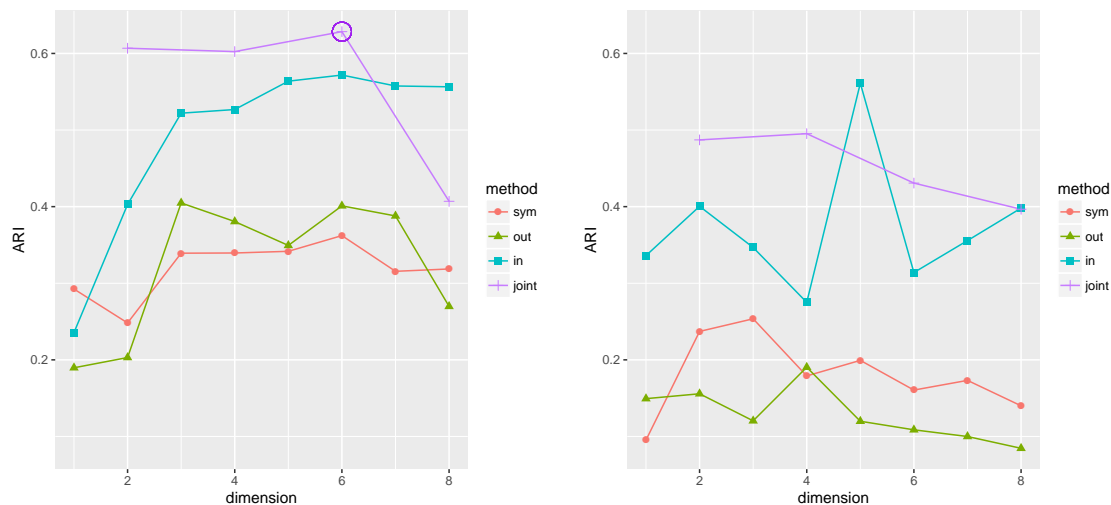 0.6
0.4
0.2
ARI
2
4
6
8
dimension
method
sym
out
in
joint
0.6
0.4
0.2
ARI
2
4
6
8
dimension
method
sym
out
in
joint